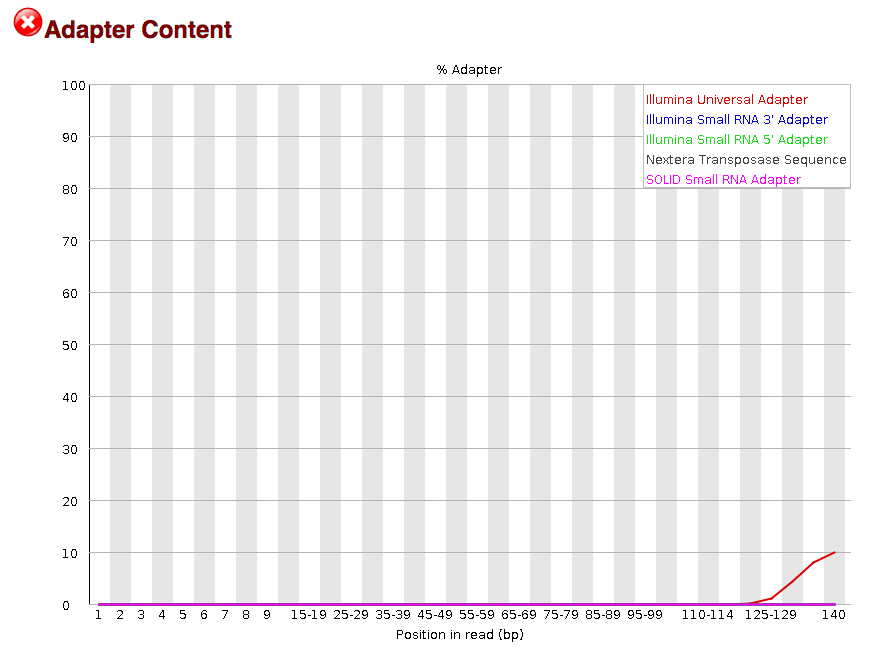 Adapter Content
% Adapter
100
90
80
70
60
50
40
30
20
10
0
Illumina Universal Adapter
Illumina Small RNA 3' Adapter
Illumina Small RNA 5' Adapter
Nextera Transposase Sequence
SOLID Small RNA Adapter
1 2 3 4 5 6 7 8 9 15-19 25-29 35-39 45-49 55-59 65-69 75-79 85-89 95-99 110-114 125-129 140
Position in read (bp)